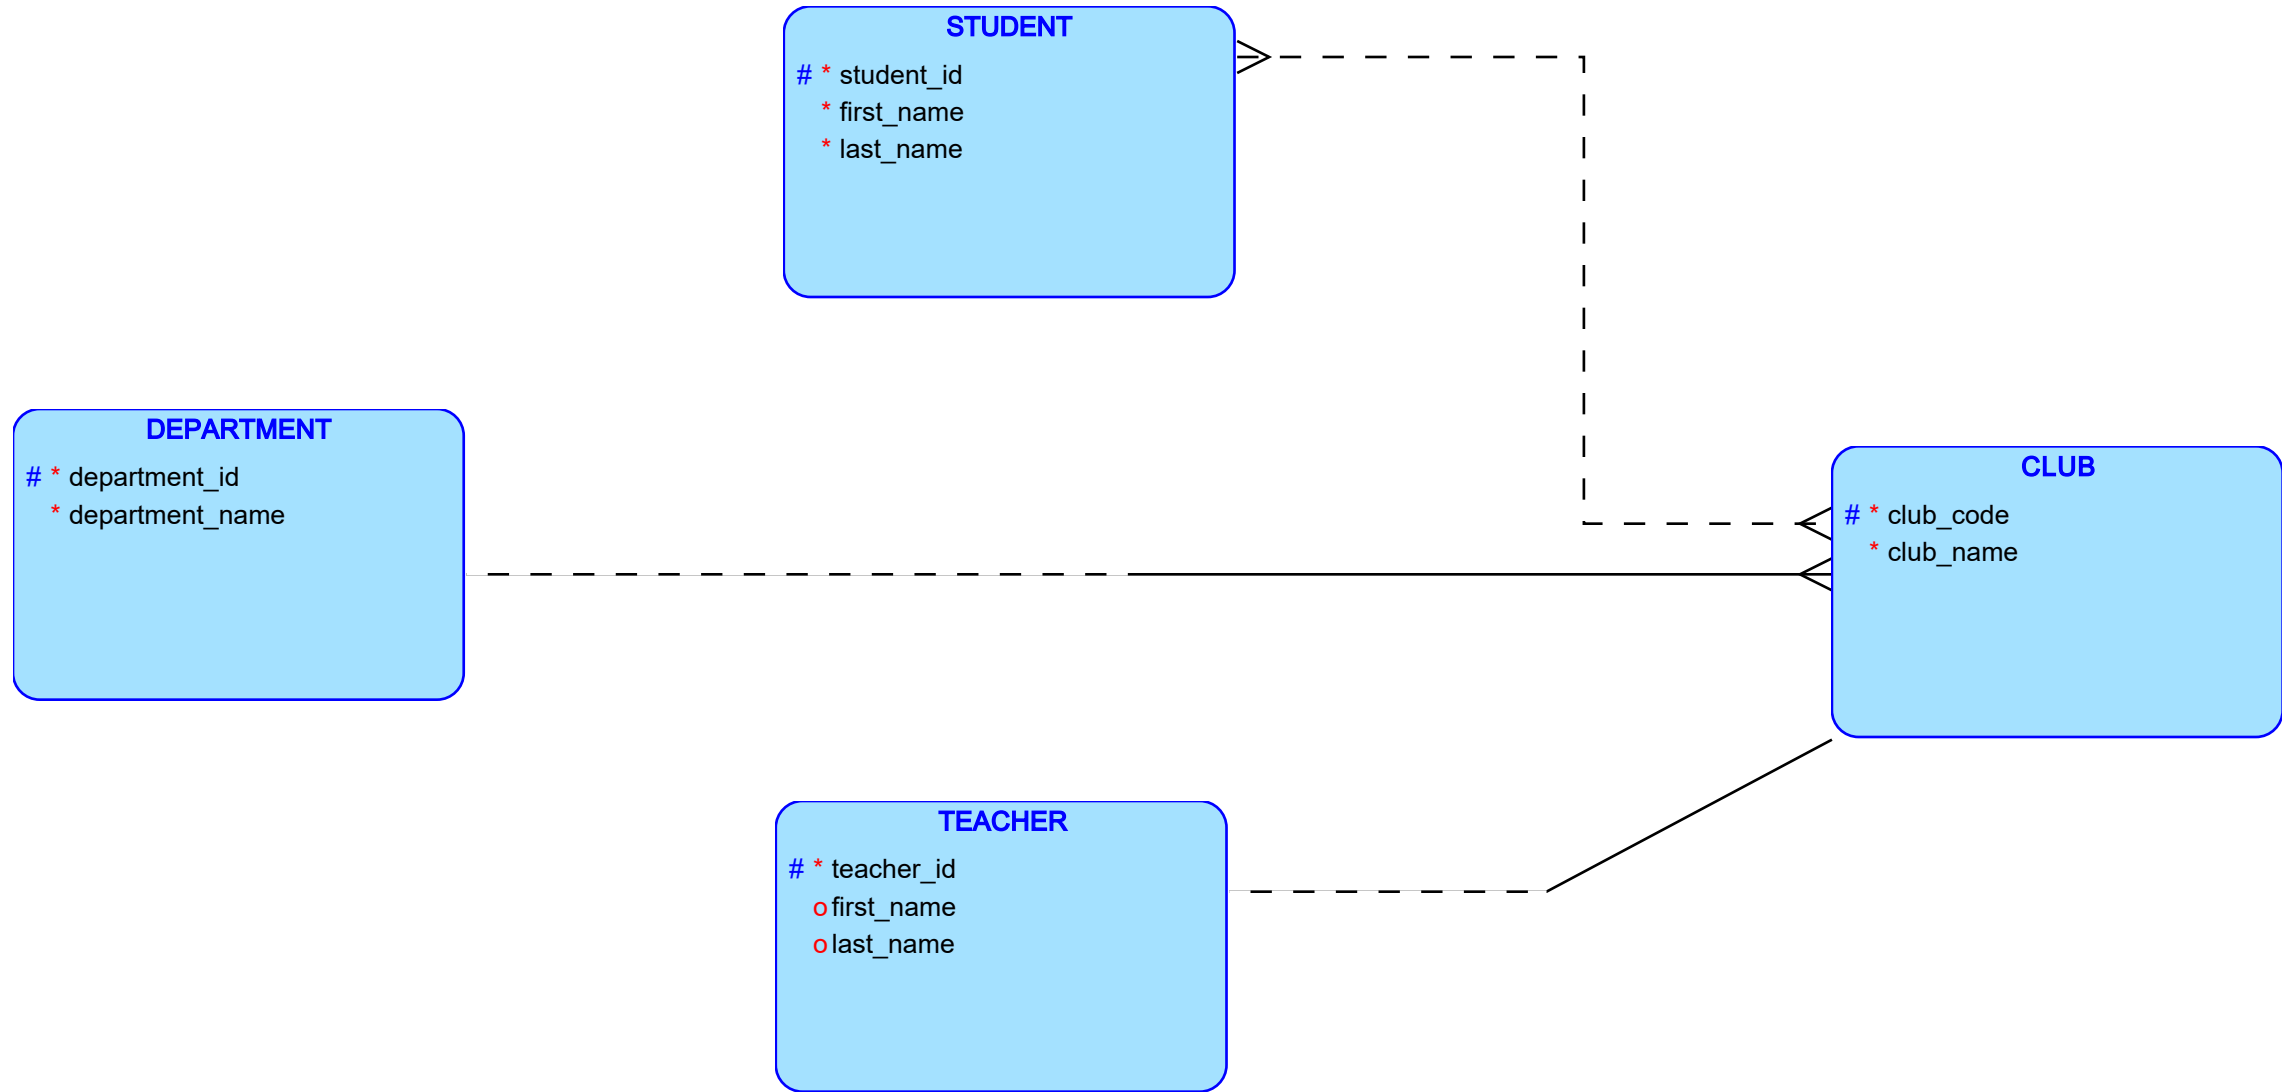 STUDENT
# * student_id
* first_name
* last_name
DEPARTMENT
# * department_id
* department_name
CLUB
# * club_code
* club_name
TEACHER
# * teacher_id
o first_name
o last_name